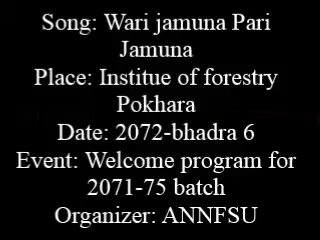 Song: Wari jamuna Pari
Jamuna
Place: Institue of forestry
Pokhara
Date: 2072-bhadra 6
Event: Welcome program for
2071-75 batch
Organizer: ANNFSU